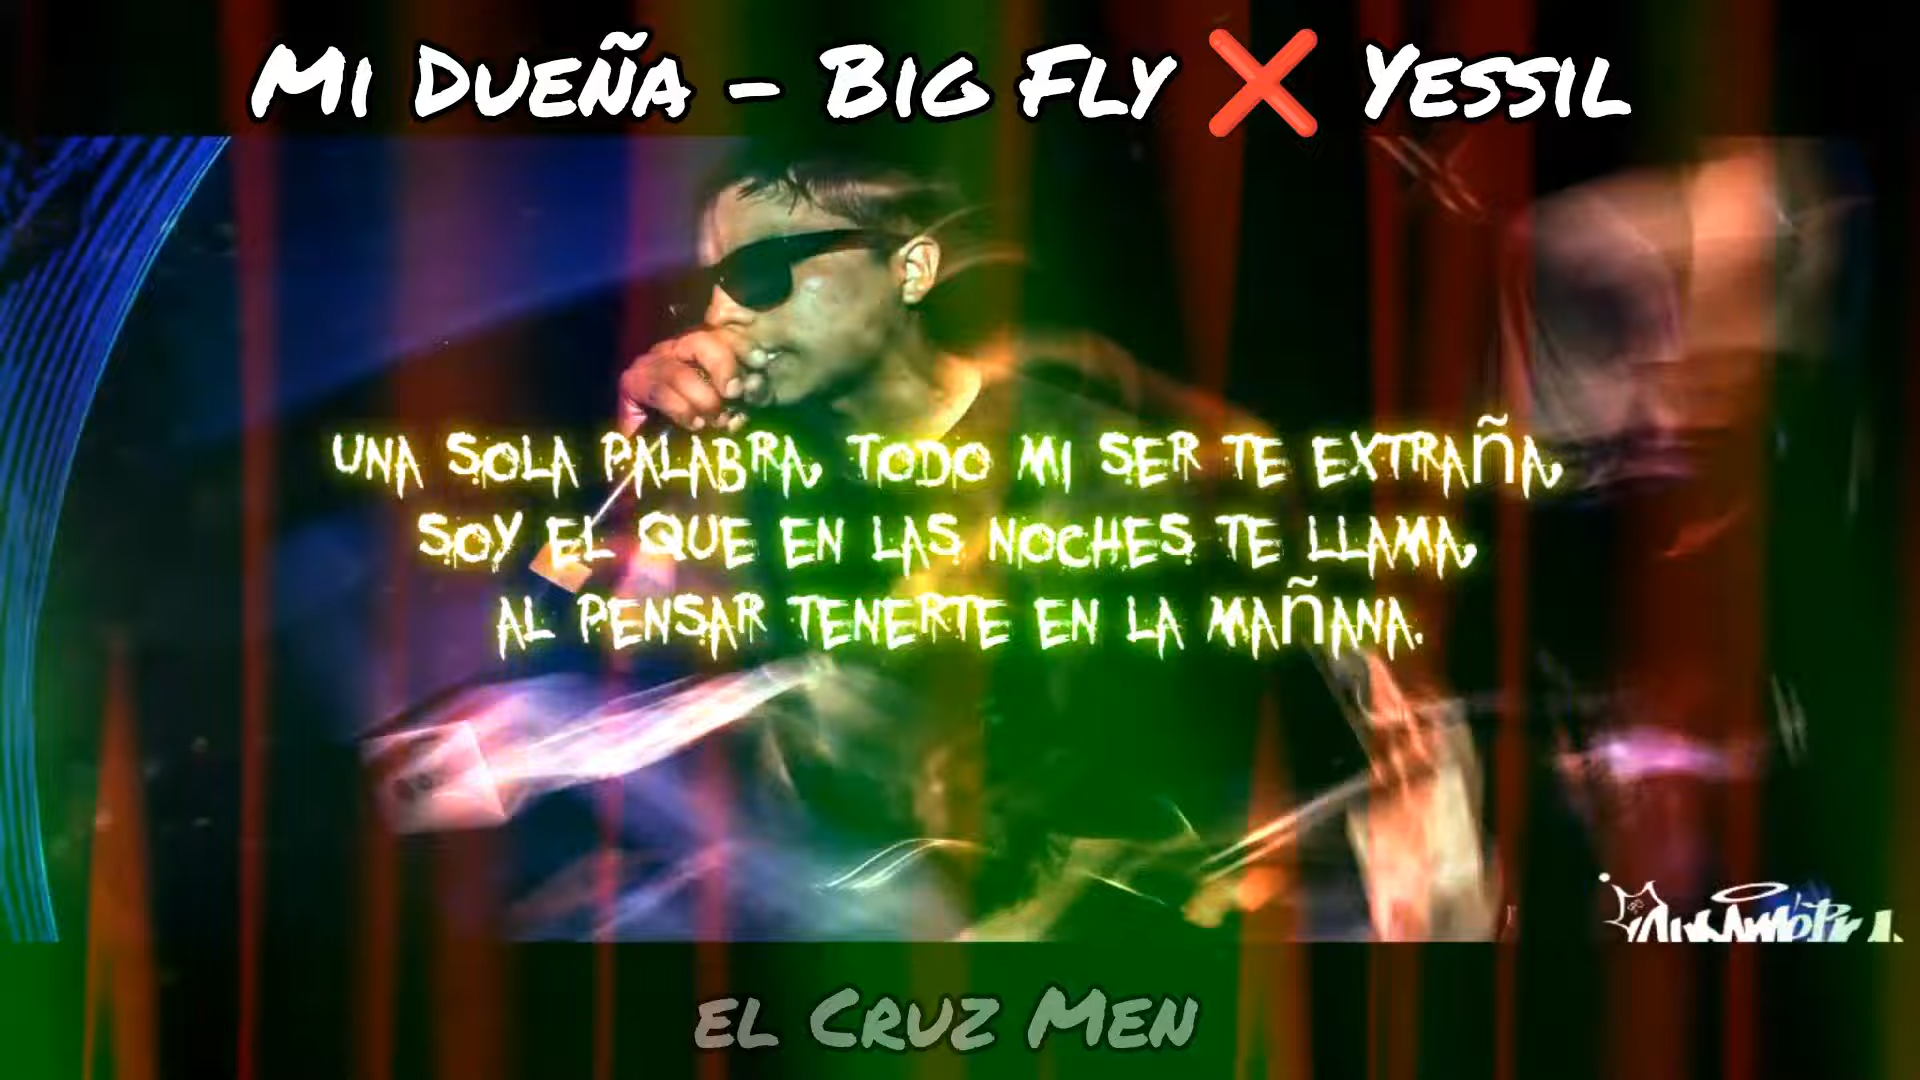 Mi Dueña - Big Fly ❌ Yessil
UNA SOLA PALABRA, TODO MI SER TE EXTRAÑA,
SOY EL QUE EN LAS NOCHES TE LLAMA,
AL PENSAR TENERTE EN LA MAÑANA.
el Cruz Men